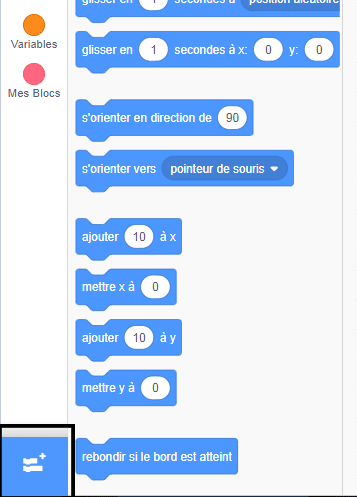 glisser en 1 secondes à position aléatoire
glisser en 1 secondes à x: 0 y: 0
Variables
Mes Blocs
s'orienter en direction de 90
s'orienter vers pointeur de souris
ajouter 10 à x
mettre x à 0
ajouter 10 à y
mettre y à 0
rebondir si le bord est atteint